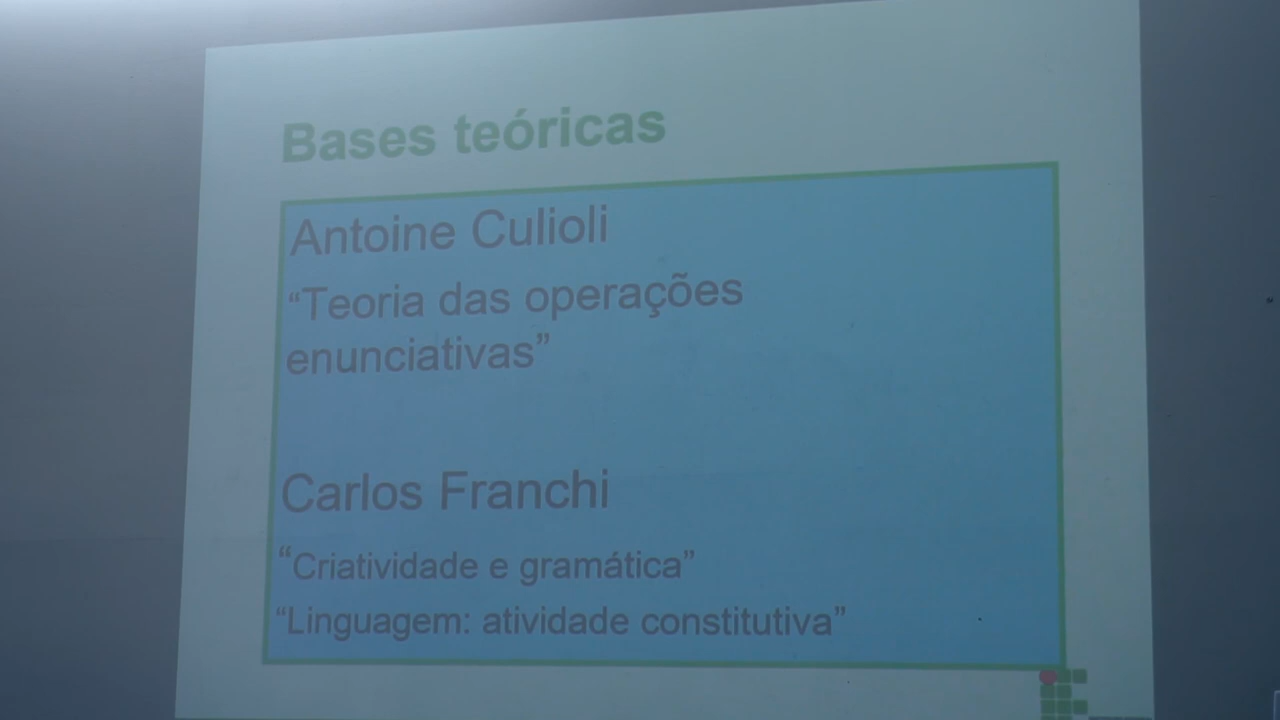 Bases teóricas
Antoine Culioli
“Teoria das operações
enunciativas”
Carlos Franchi
“Criatividade e gramática”
“Linguagem: atividade constitutiva”